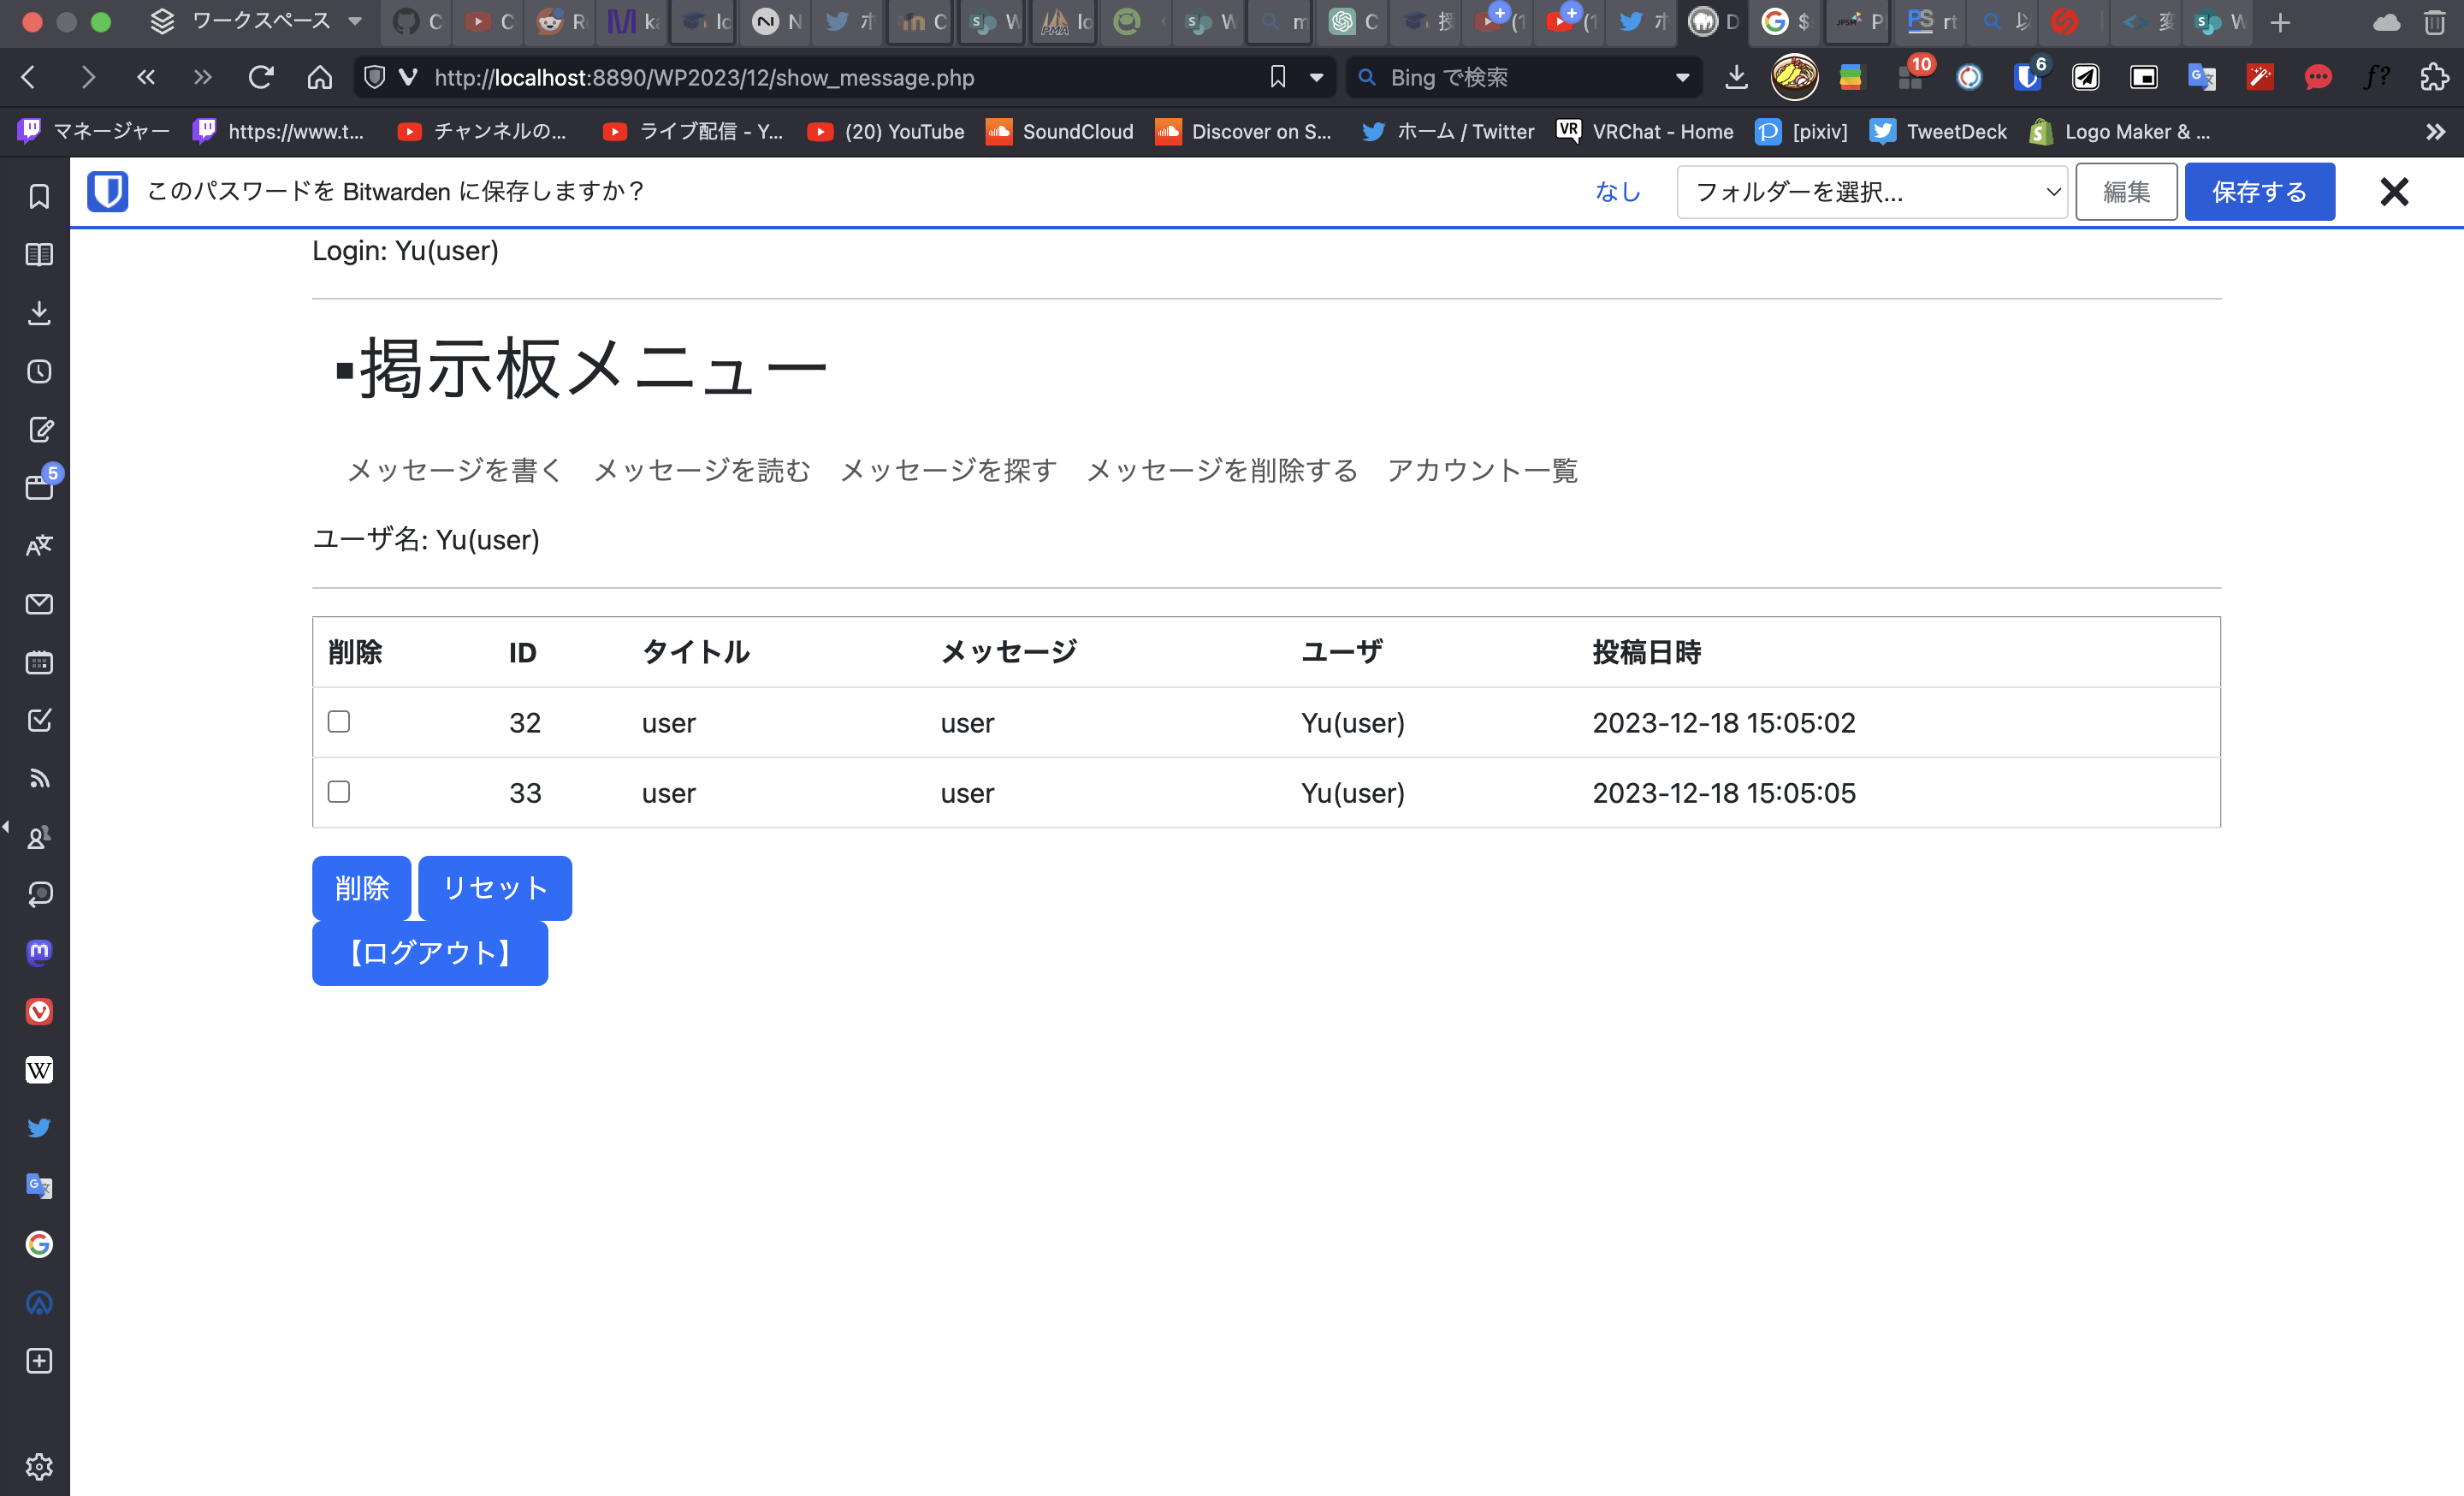 ワークスペース
http://localhost:8890/WP2023/12/show_message.php
Bing で検索
10
6
マネージャー
https://www.t...
チャンネルの...
ライブ配信 - Y...
(20) YouTube
SoundCloud
Discover on S...
ホーム / Twitter
VRChat - Home
[pixiv]
TweetDeck
Logo Maker & ...
このパスワードを Bitwarden に保存しますか？
なし
フォルダーを選択...
編集
保存する
5
Login: Yu(user)
▪掲示板メニュー
メッセージを書く メッセージを読む メッセージを探す メッセージを削除する アカウント一覧
ユーザ名: Yu(user)
削除 ID タイトル メッセージ ユーザ 投稿日時
32 user user Yu(user) 2023-12-18 15:05:02
33 user user Yu(user) 2023-12-18 15:05:05
削除 リセット
【ログアウト】